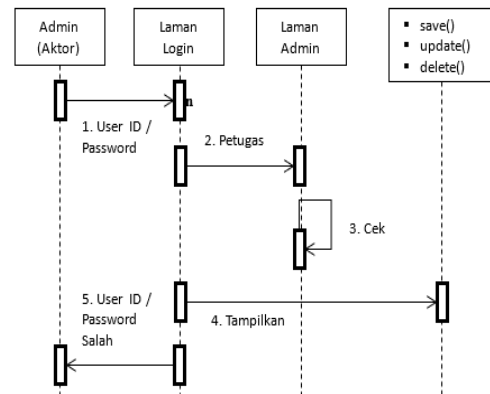 Admin
(Aktor)
Laman
Login
Laman
Admin
▪ save()
▪ update()
▪ delete()
n
1. User ID /
Password
2. Petugas
3. Cek
5. User ID /
Password
Salah
4. Tampilkan